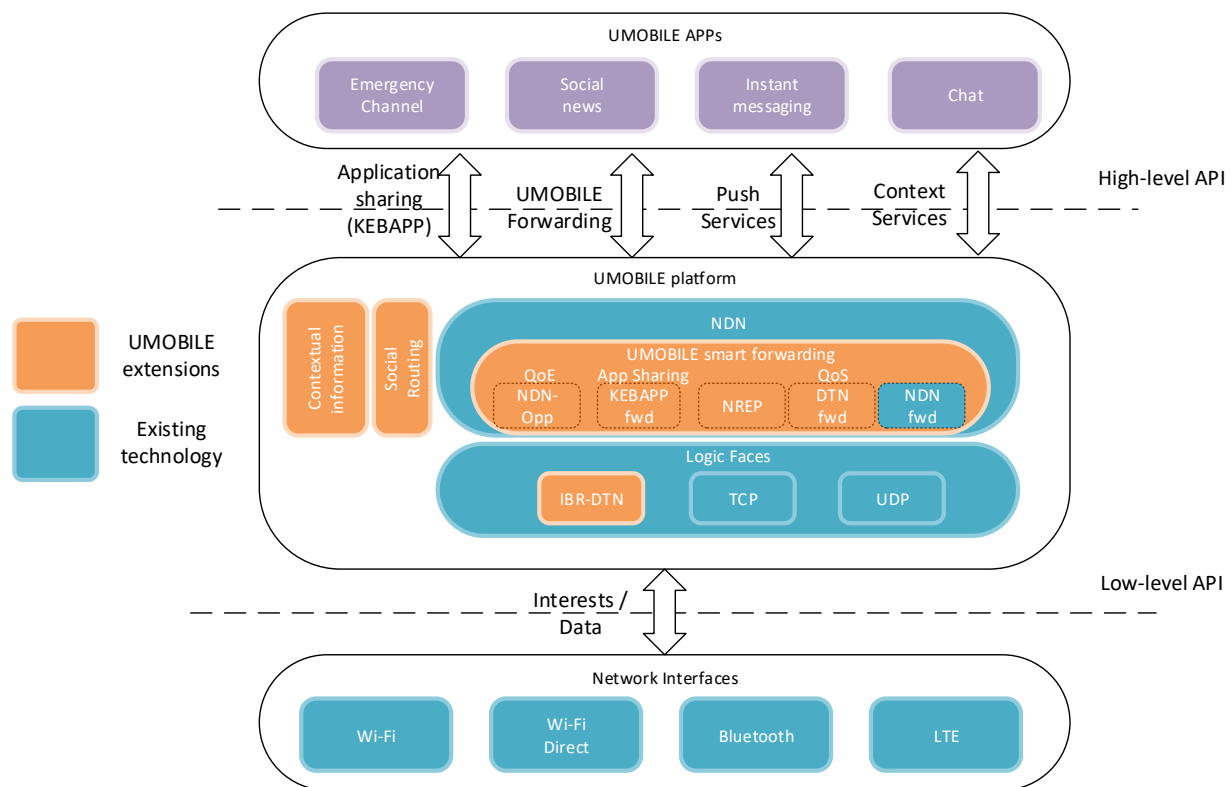 UMOBILE APPs
Emergency
Channel
Social
news
Instant
messaging
Chat
Application
sharing
(KEBAPP)
UMOBILE
Forwarding
Push
Services
Context
Services
High-level API
UMOBILE platform
UMOBILE
extensions
Existing
technology
Contextual
information
Social
Routing
NDN
UMOBILE smart forwarding
QoE
App Sharing
QoS
NDN-
Opp
KEBAPP
fwd
NREP
DTN
fwd
NDN
fwd
Logic Faces
IBR-DTN
TCP
UDP
Interests /
Data
Low-level API
Network Interfaces
Wi-Fi
Wi-Fi
Direct
Bluetooth
LTE